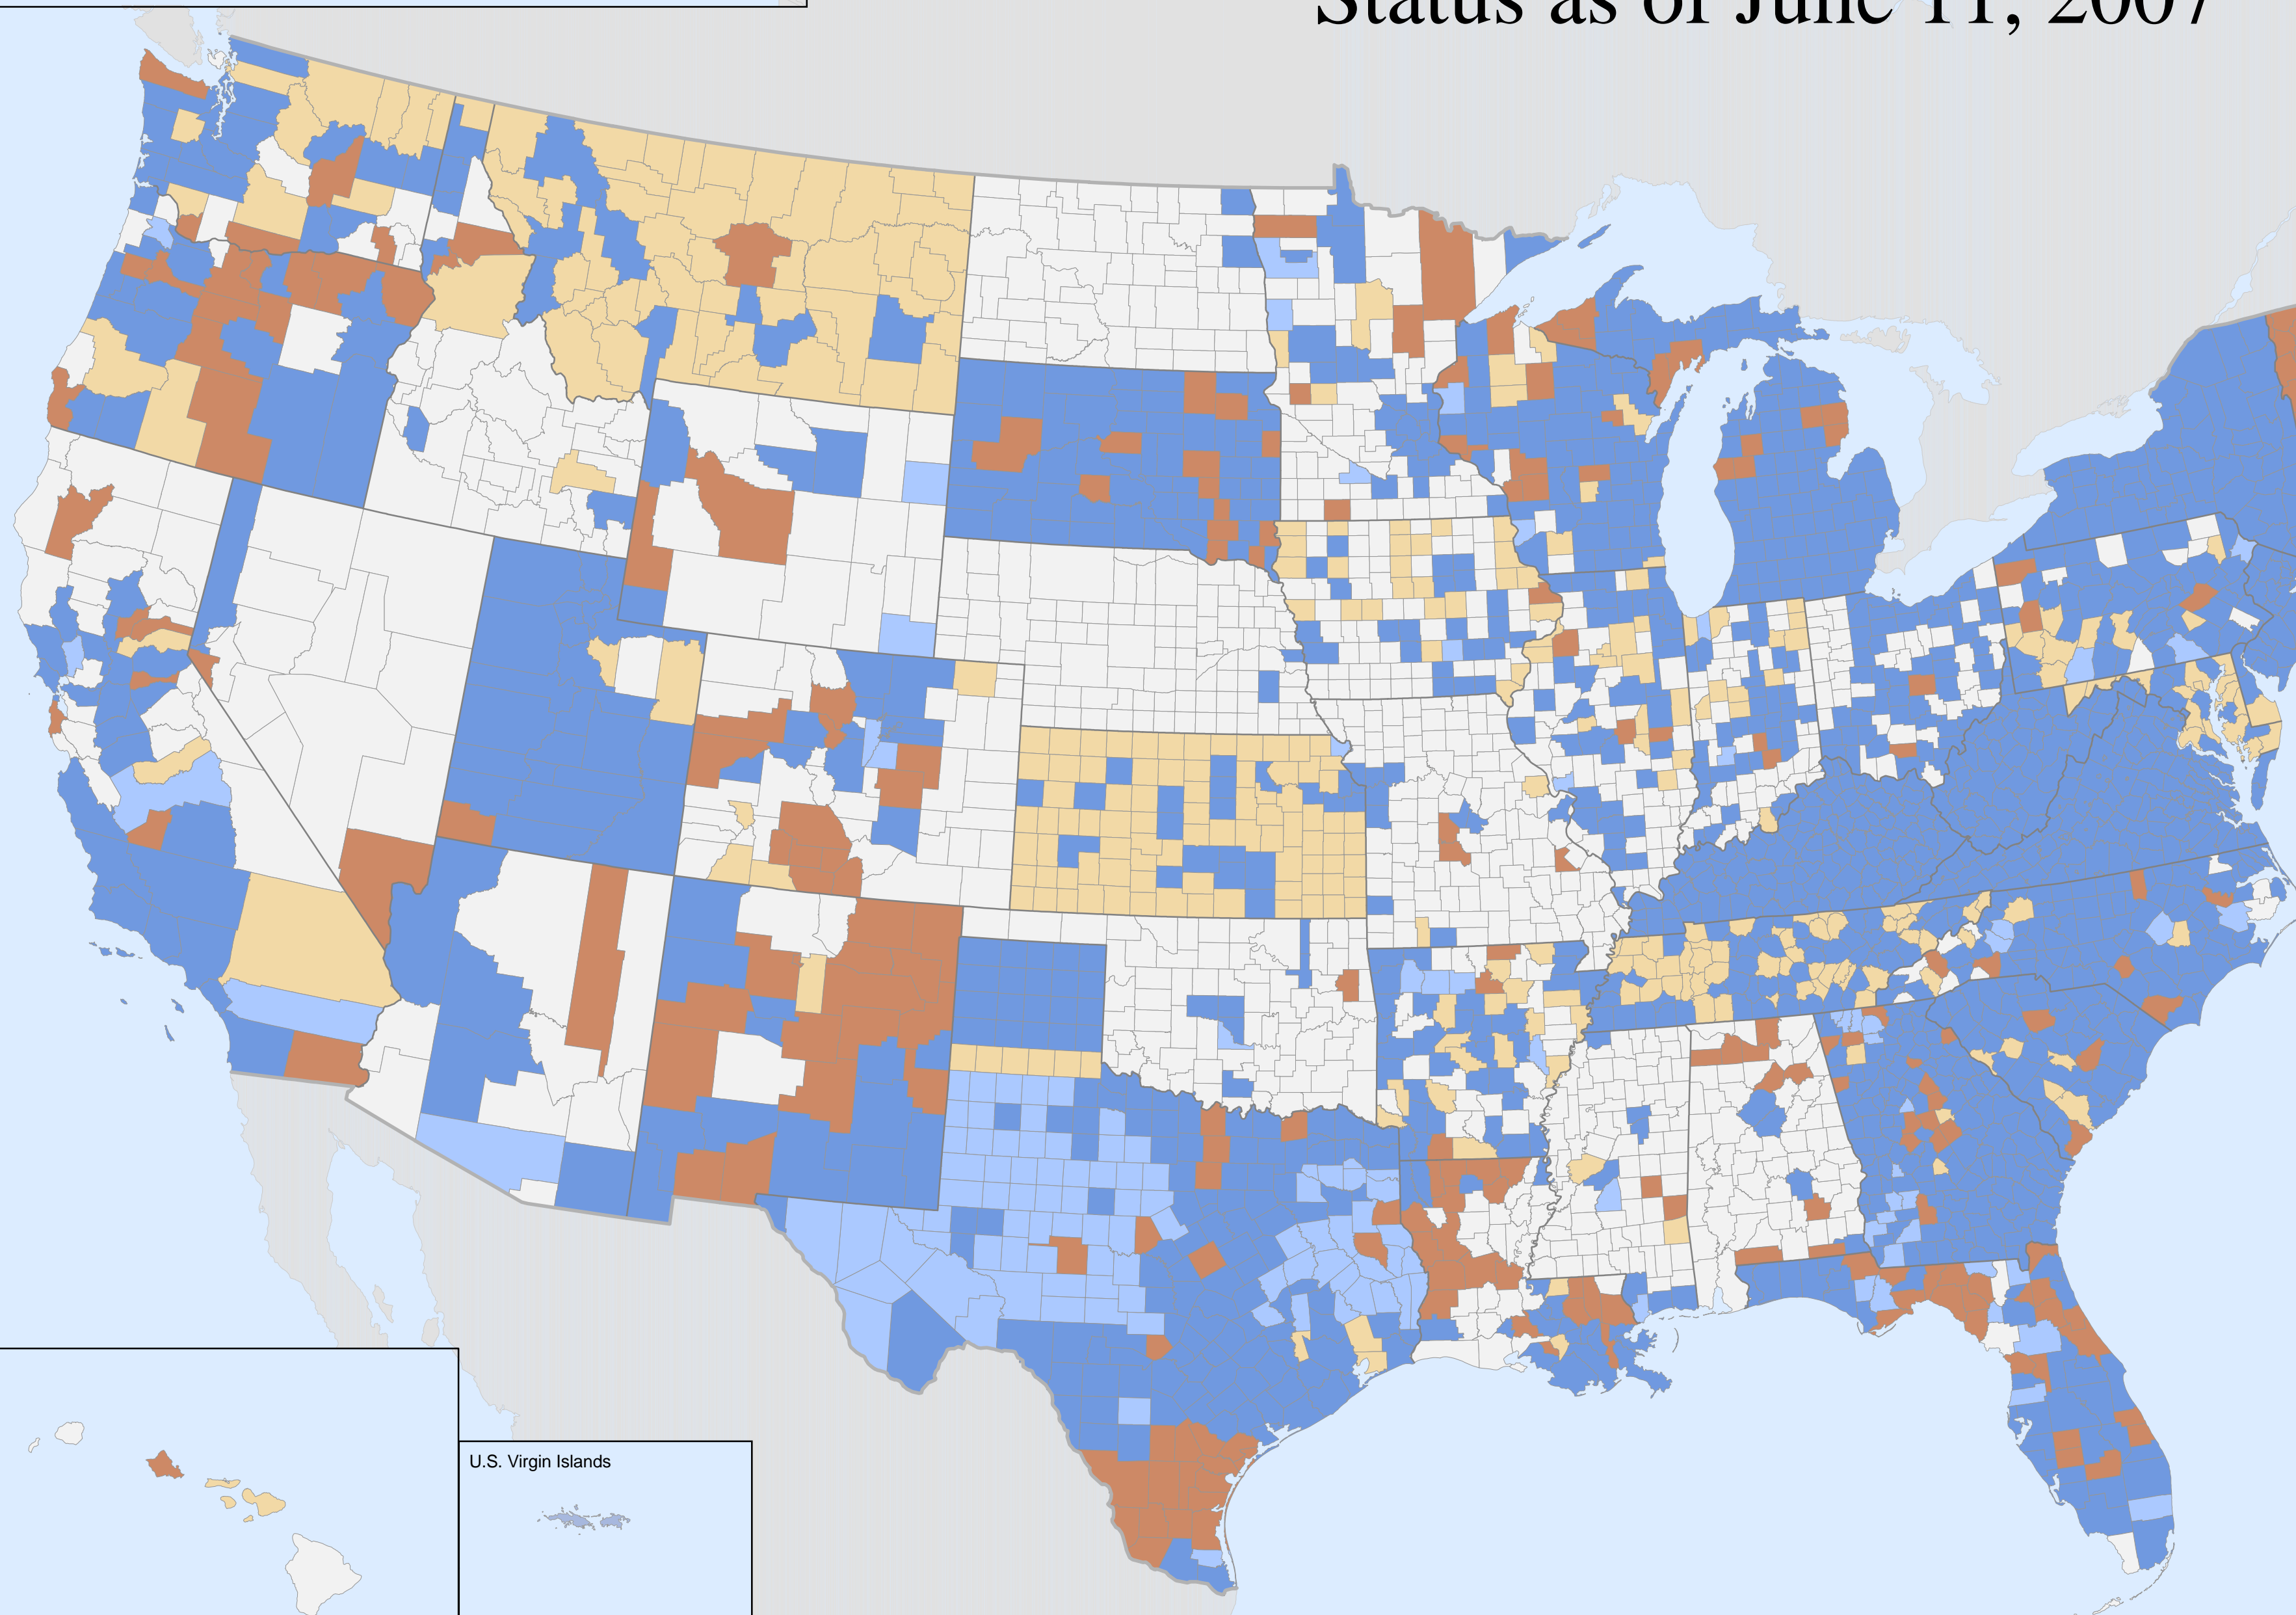 Status as of June 11, 2007
U.S. Virgin Islands